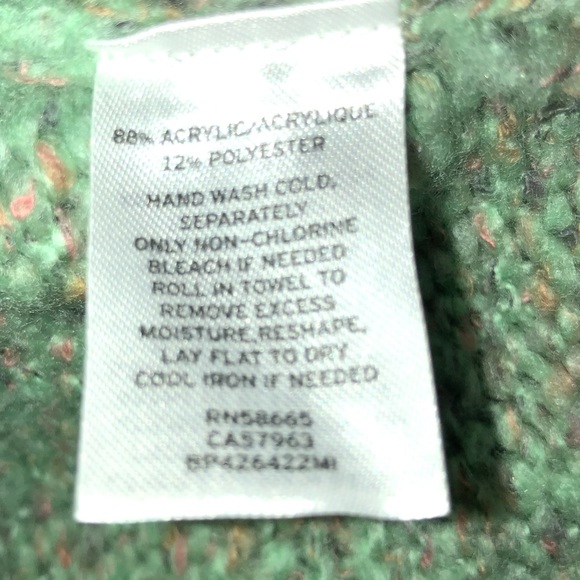 88% ACRYLIC/ACRYLIQUE
12% POLYESTER
HAND WASH COLD,
SEPARATELY
ONLY NON-CHLORINE
BLEACH IF NEEDED
ROLL IN TOWEL TO
REMOVE EXCESS
MOISTURE,RESHAPE,
LAY FLAT TO DRY
COOL IRON IF NEEDED
RN58665
CA57963
BP426422MI